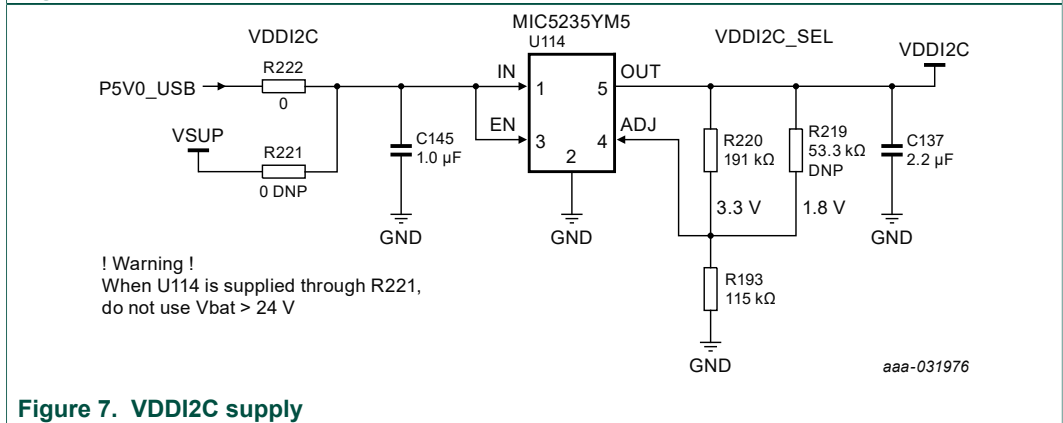 MIC5235YM5
VDDI2C
U114
VDDI2C_SEL
VDDI2C
P5V0_USB
R222
0
IN
1
5
OUT
VSUP
R221
0 DNP
C145
1.0 µF
EN
3
2
4
ADJ
R220
191 kΩ
R219
53.3 kΩ
DNP
C137
2.2 µF
3.3 V
1.8 V
GND
GND
GND
! Warning !
When U114 is supplied through R221,
do not use Vbat > 24 V
R193
115 kΩ
GND
aaa-031976
Figure 7. VDDI2C supply